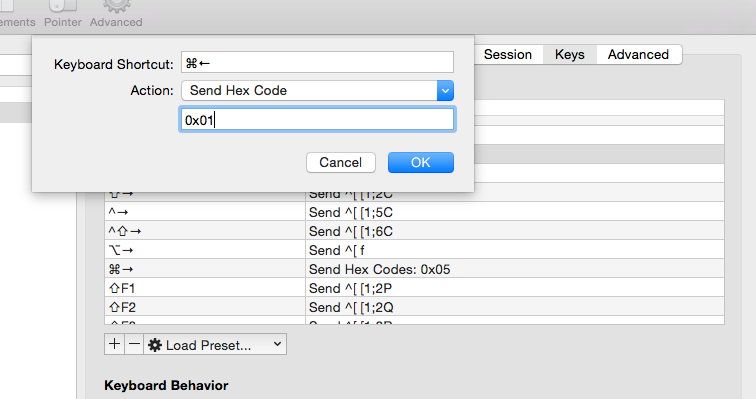 ements Pointer Advanced
Keyboard Shortcut: ⌘←
Action: Send Hex Code
0x01
Cancel OK
Session Keys Advanced
⇧→ Send ^[ [1;2C
^→ Send ^[ [1;5C
^⇧→ Send ^[ [1;6C
⌥→ Send ^[ f
⌘→ Send Hex Codes: 0x05
⇧F1 Send ^[ [1;2P
⇧F2 Send ^[ [1;2Q
+ − Load Preset...
Keyboard Behavior